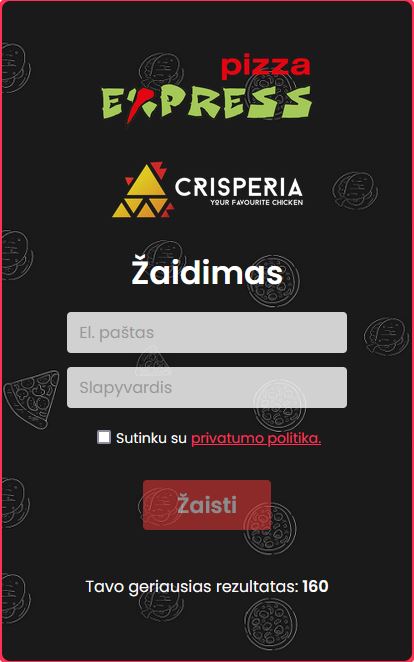 pizza
EXPRESS
CRISPERIA
YOUR FAVOURITE CHICKEN
Žaidimas
El. paštas
Slapyvardis
Sutinku su privatumo politika.
Žaisti
Tavo geriausias rezultatas: 160